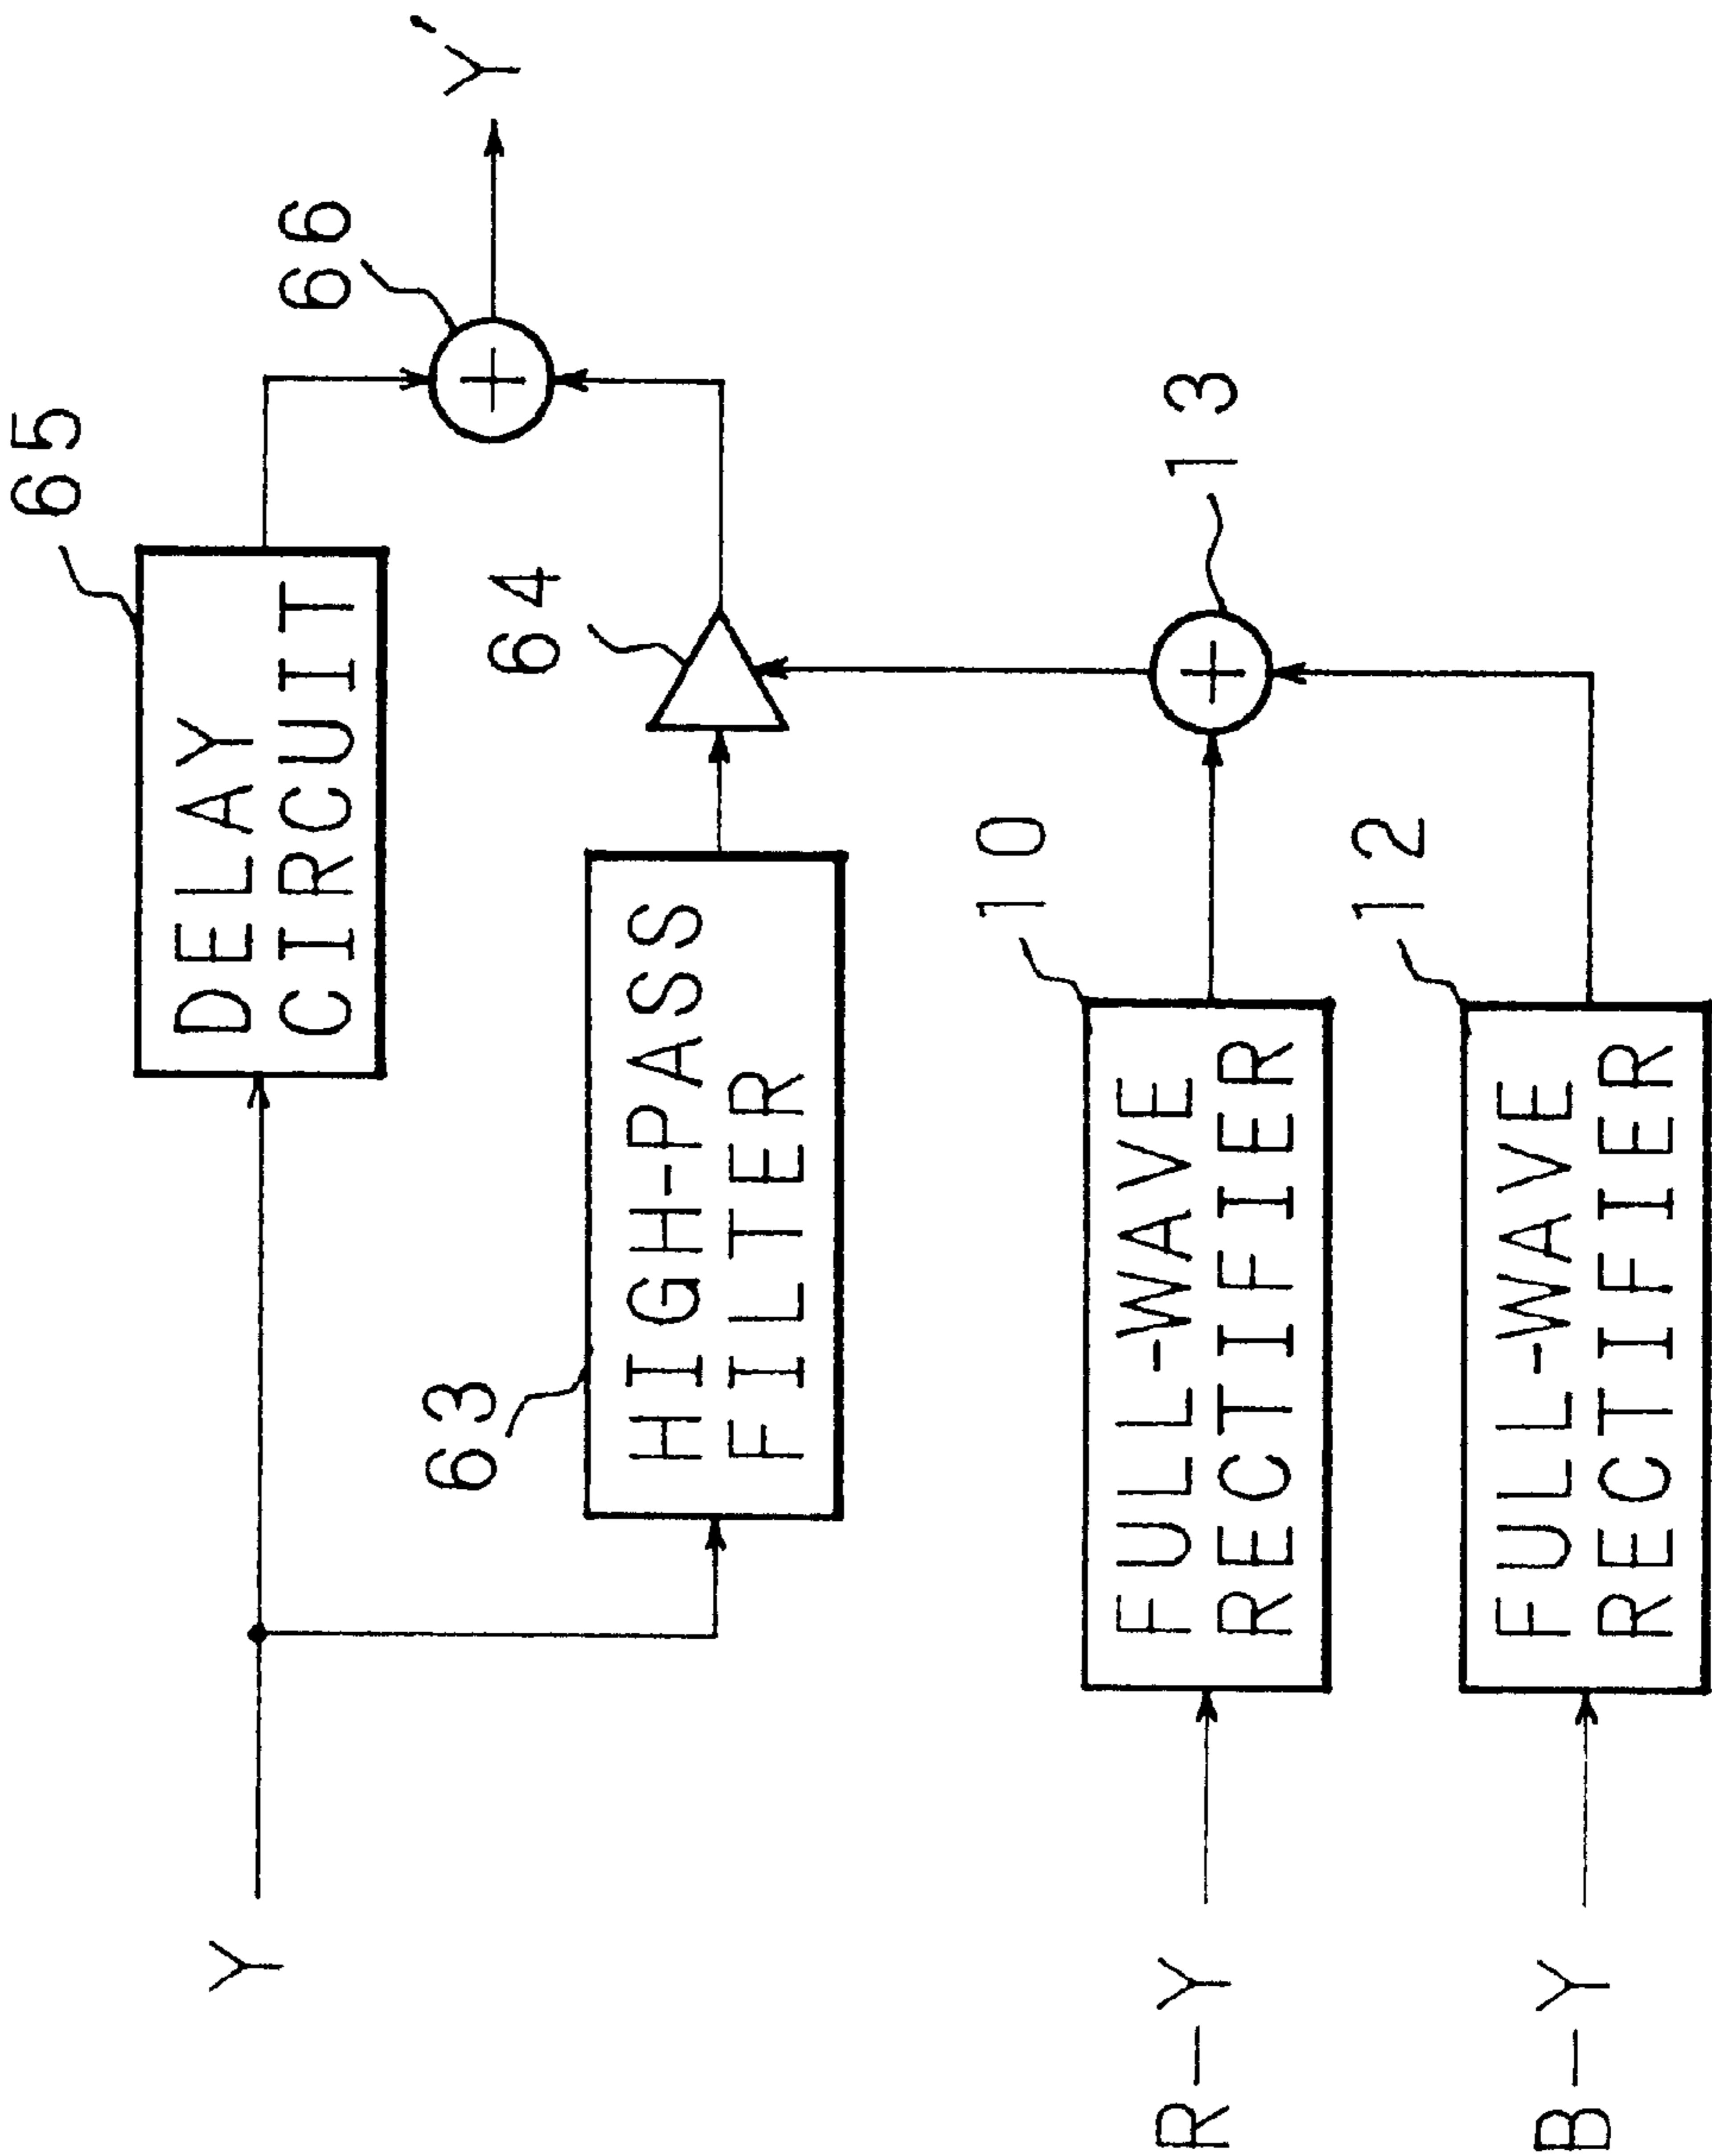 65
DELAY
CIRCUIT
66
Y
Y'
64
63
HIGH-PASS
FILTER
10
13
R-Y
FULL-WAVE
RECTIFIER
12
B-Y
FULL-WAVE
RECTIFIER